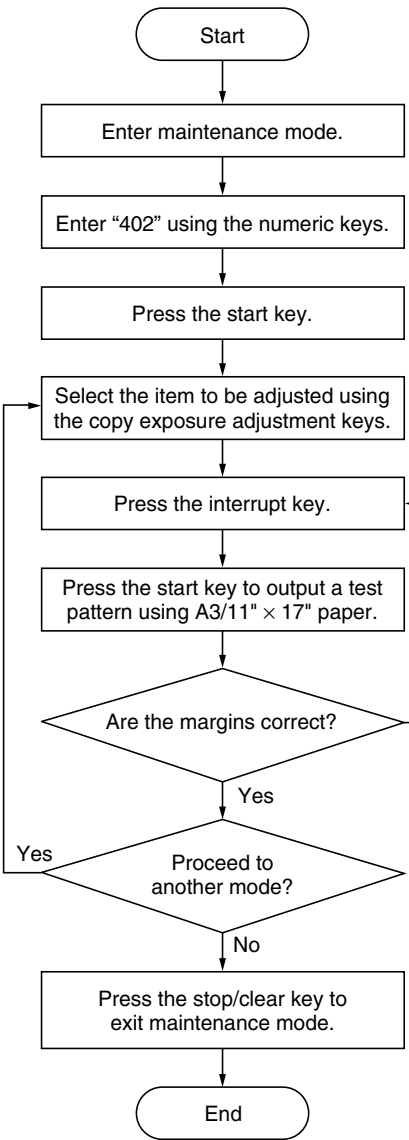 Start
Enter maintenance mode.
Enter “402” using the numeric keys.
Press the start key.
Select the item to be adjusted using
the copy exposure adjustment keys.
Press the interrupt key.
Press the start key to output a test
pattern using A3/11" × 17" paper.
Are the margins correct?
Yes
Yes
Proceed to
another mode?
No
Press the stop/clear key to
exit maintenance mode.
End